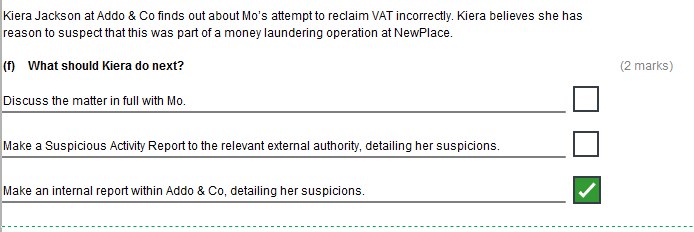 Kiera Jackson at Addo & Co finds out about Mo's attempt to reclaim VAT incorrectly. Kiera believes she has
reason to suspect that this was part of a money laundering operation at NewPlace.
(f) What should Kiera do next? (2 marks)
Discuss the matter in full with Mo.
Make a Suspicious Activity Report to the relevant external authority, detailing her suspicions.
Make an internal report within Addo & Co, detailing her suspicions.